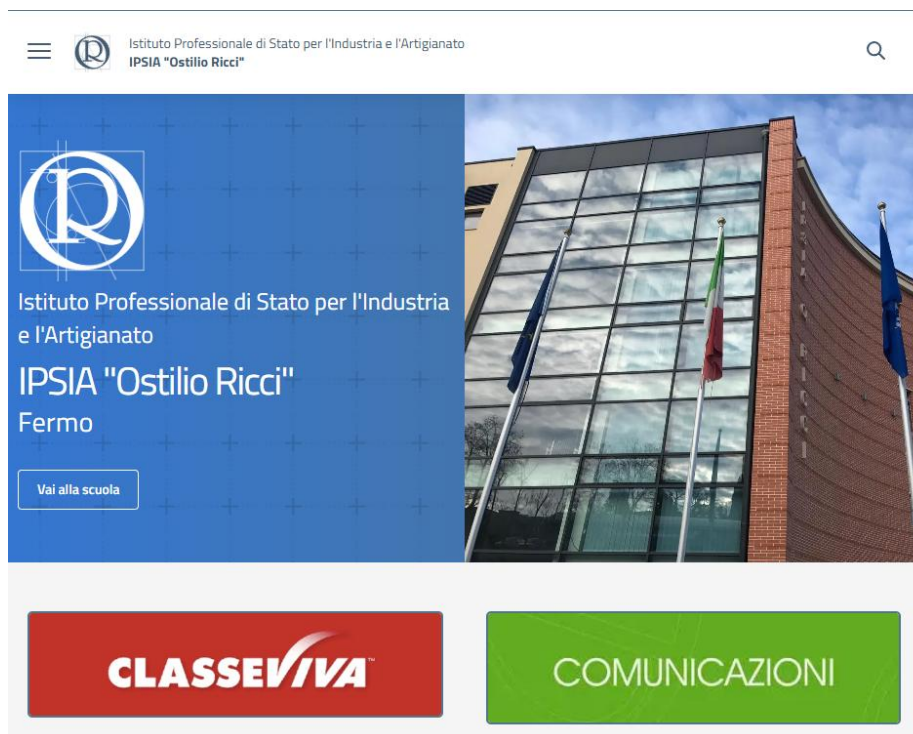 Istituto Professionale di Stato per l'Industria e l'Artigianato
IPSIA "Ostilio Ricci"
Istituto Professionale di Stato per l'Industria
e l'Artigianato
IPSIA "Ostilio Ricci"
Fermo
Vai alla scuola
CLASSEVIVA™
COMUNICAZIONI